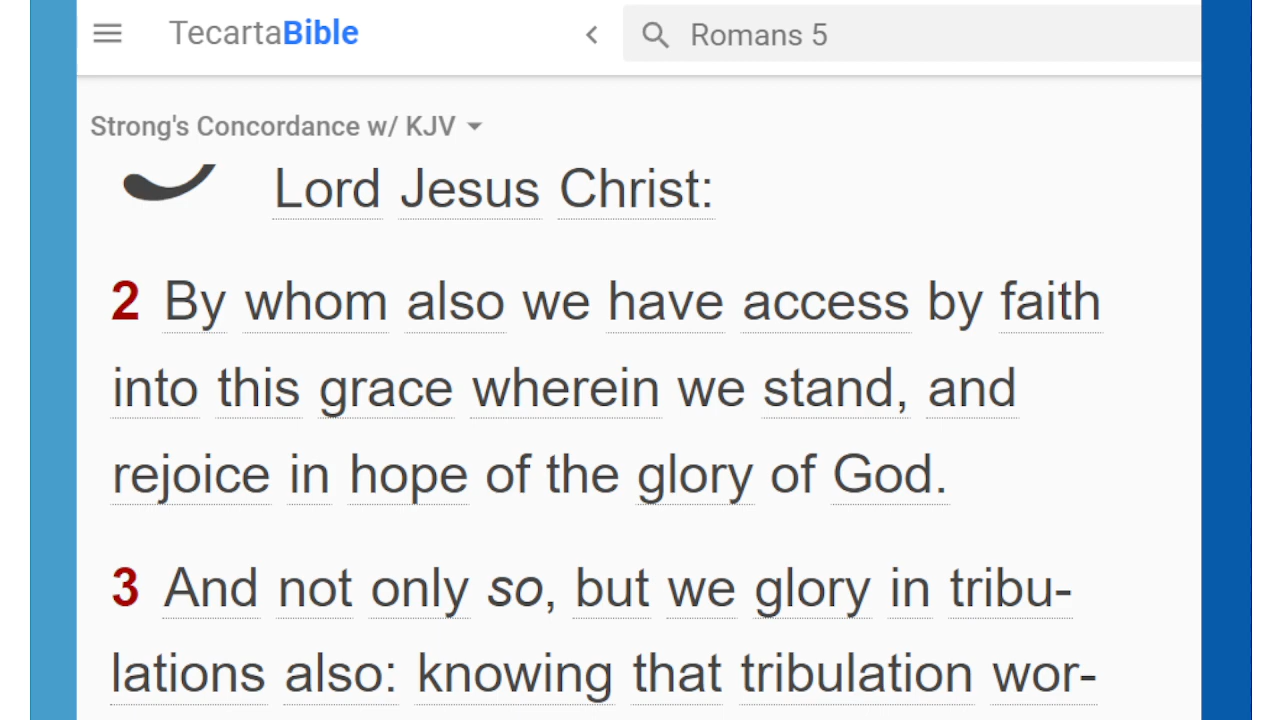 TecartaBible
Romans 5
Strong's Concordance w/ KJV
Lord Jesus Christ:
2 By whom also we have access by faith
into this grace wherein we stand, and
rejoice in hope of the glory of God.
3 And not only so, but we glory in tribu-
lations also: knowing that tribulation wor-